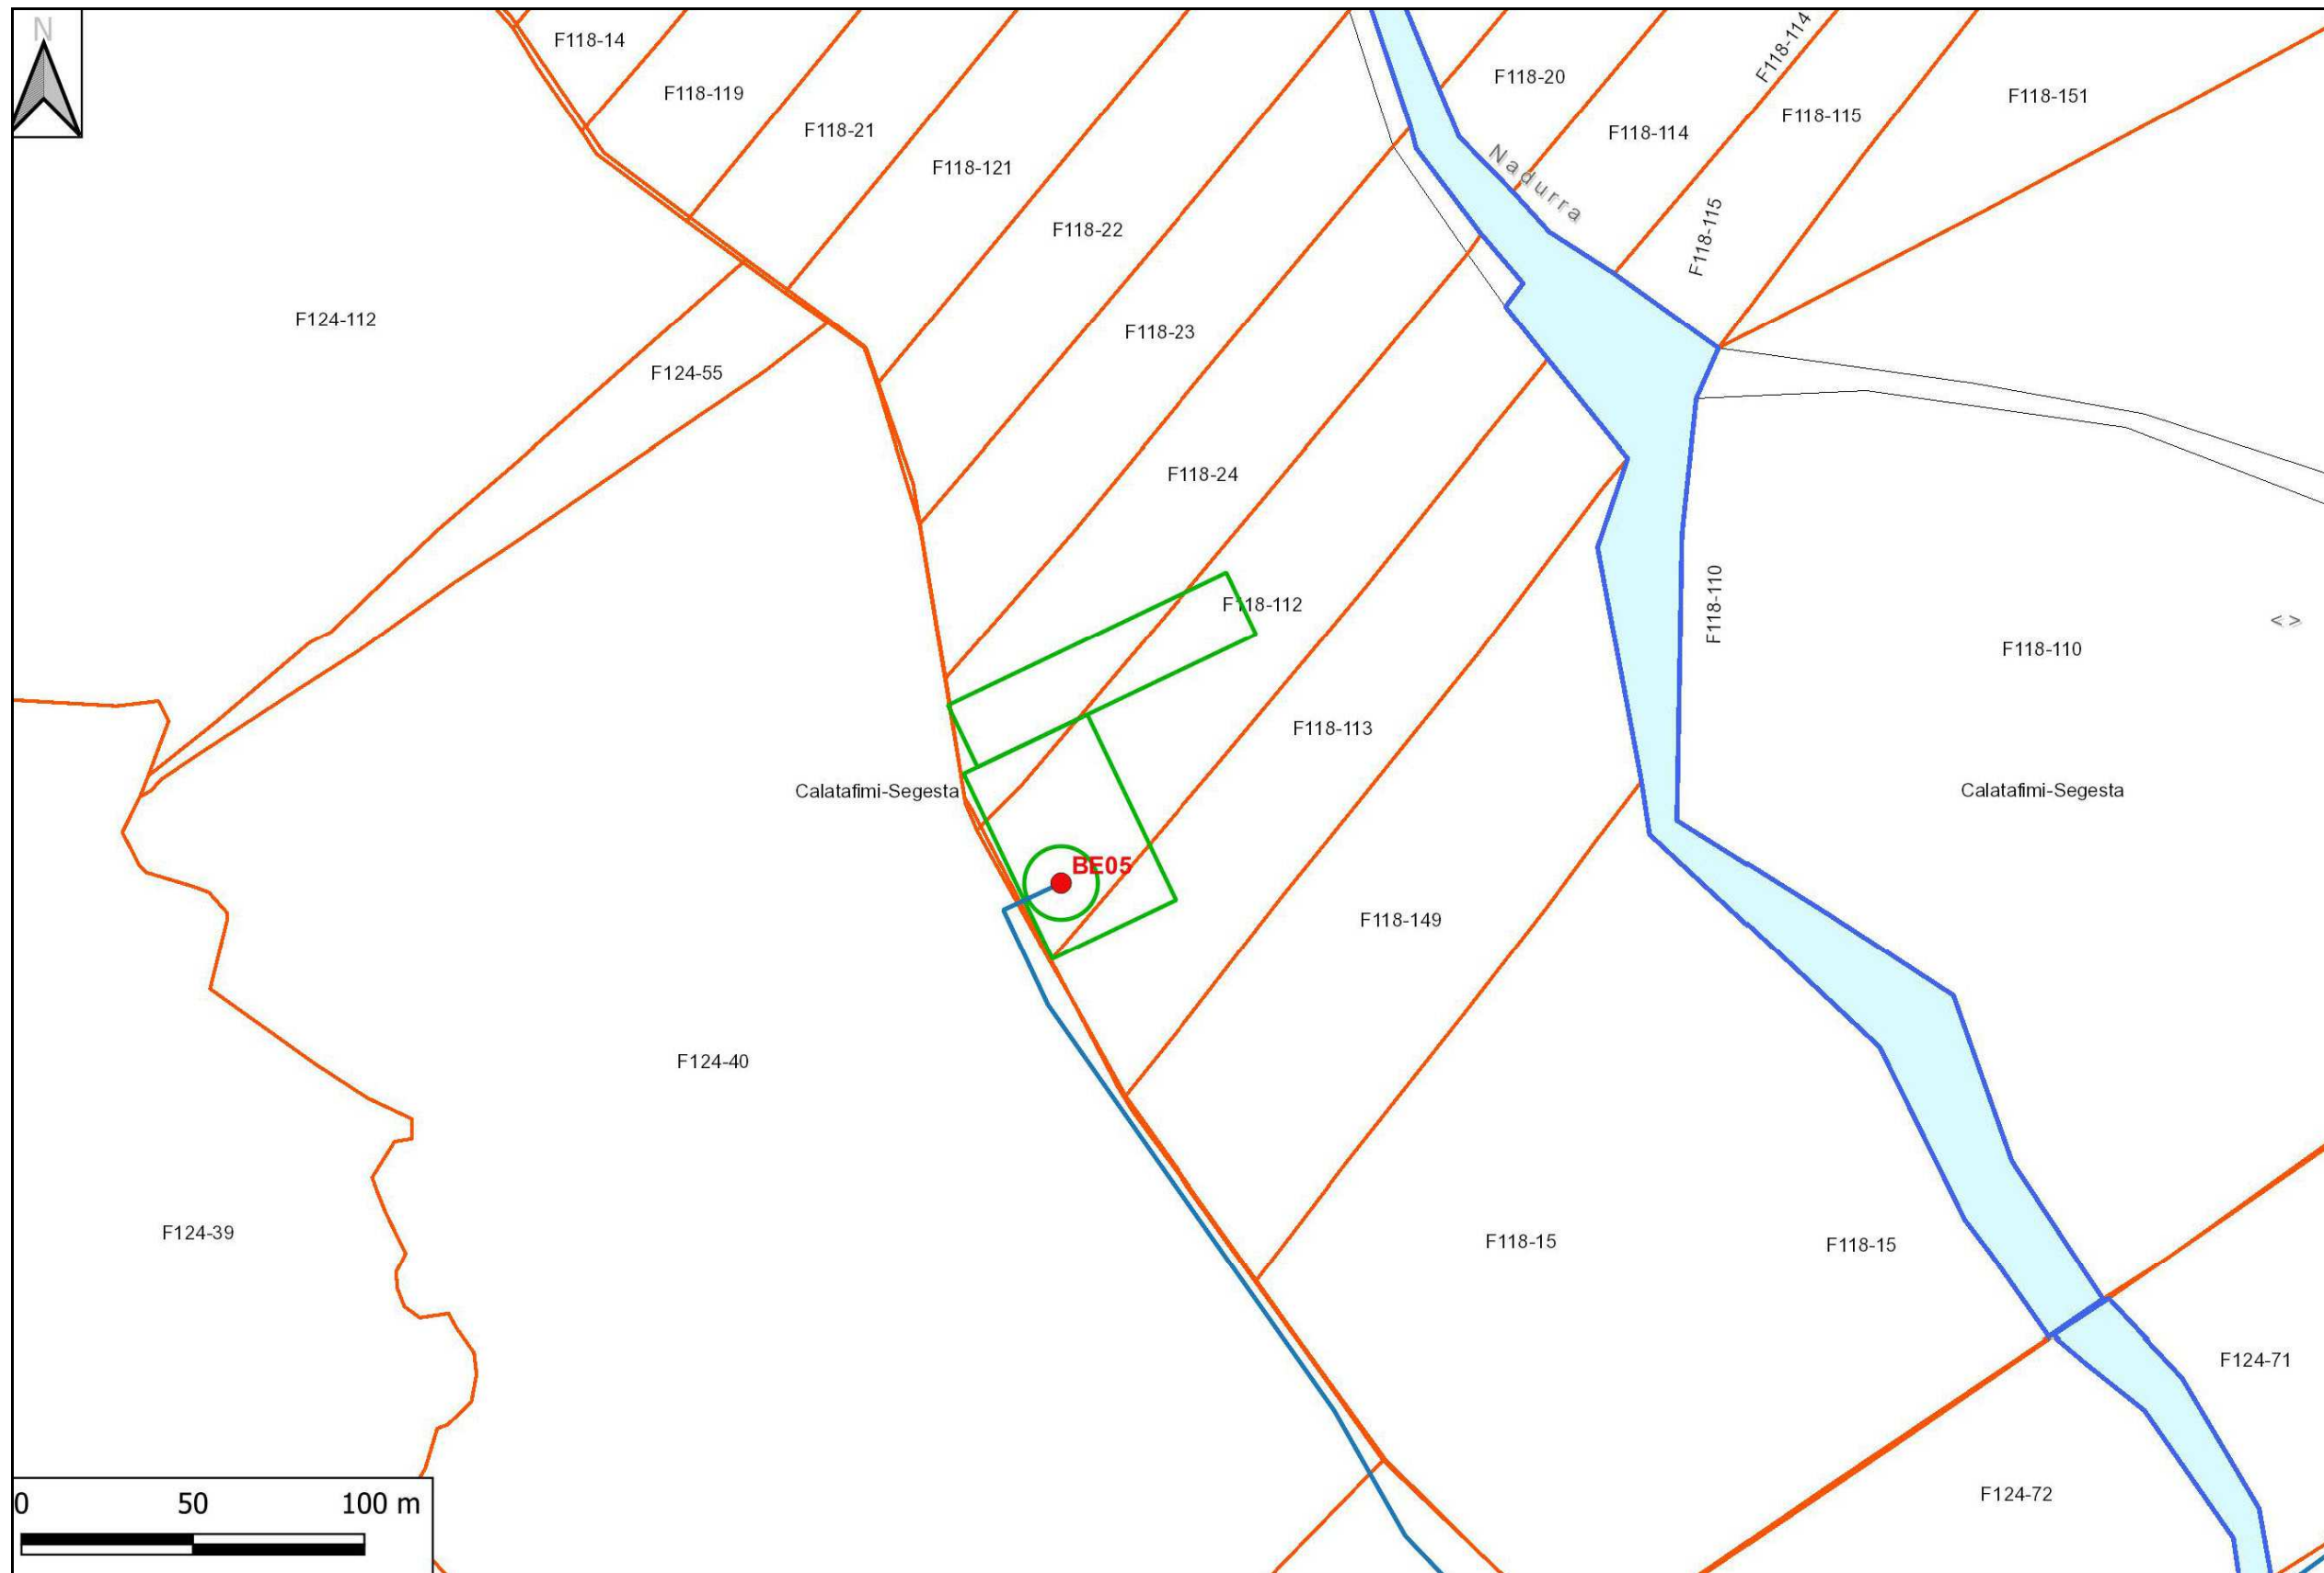 N
F118-14
F118-119
F118-21
F118-121
F118-22
F118-23
F118-24
F118-20
F118-114
F118-114
F118-115
F118-151
Nadurra
F118-115
F124-112
F124-55
F118-112
F118-110
F118-110
< >
F118-113
Calatafimi-Segesta
Calatafimi-Segesta
BE05
F118-149
F124-40
F124-39
F118-15
F118-15
F124-71
F124-72
0 50 100 m